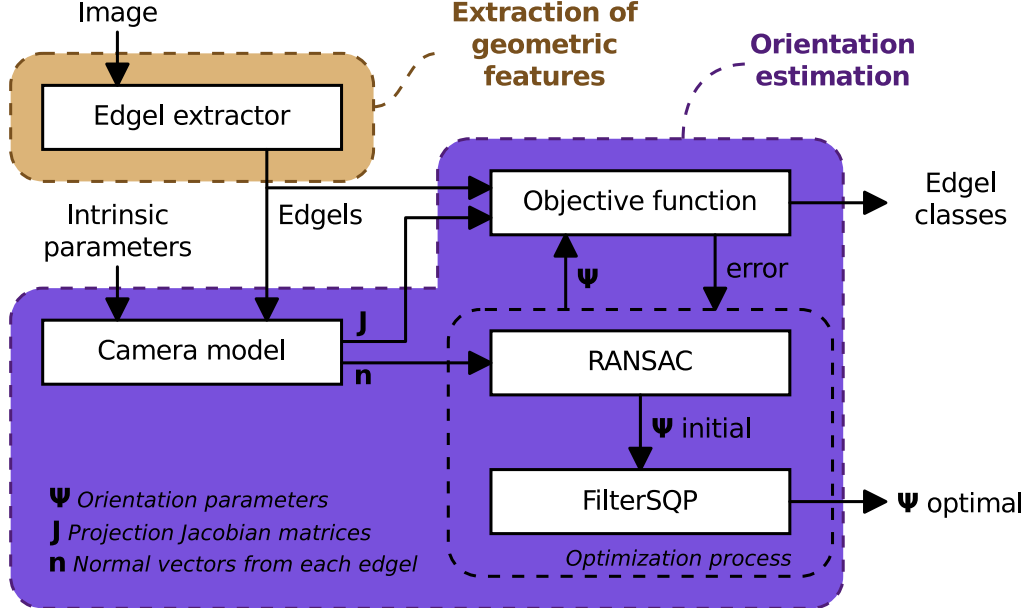 Image
Extraction of
geometric
features
Orientation
estimation
Edgel extractor
Intrinsic
parameters
Edgels
Objective function
Edgel
classes
Ψ
error
Camera model
J
n
RANSAC
Ψ initial
FilterSQP
Ψ optimal
Optimization process
Ψ Orientation parameters
J Projection Jacobian matrices
n Normal vectors from each edgel